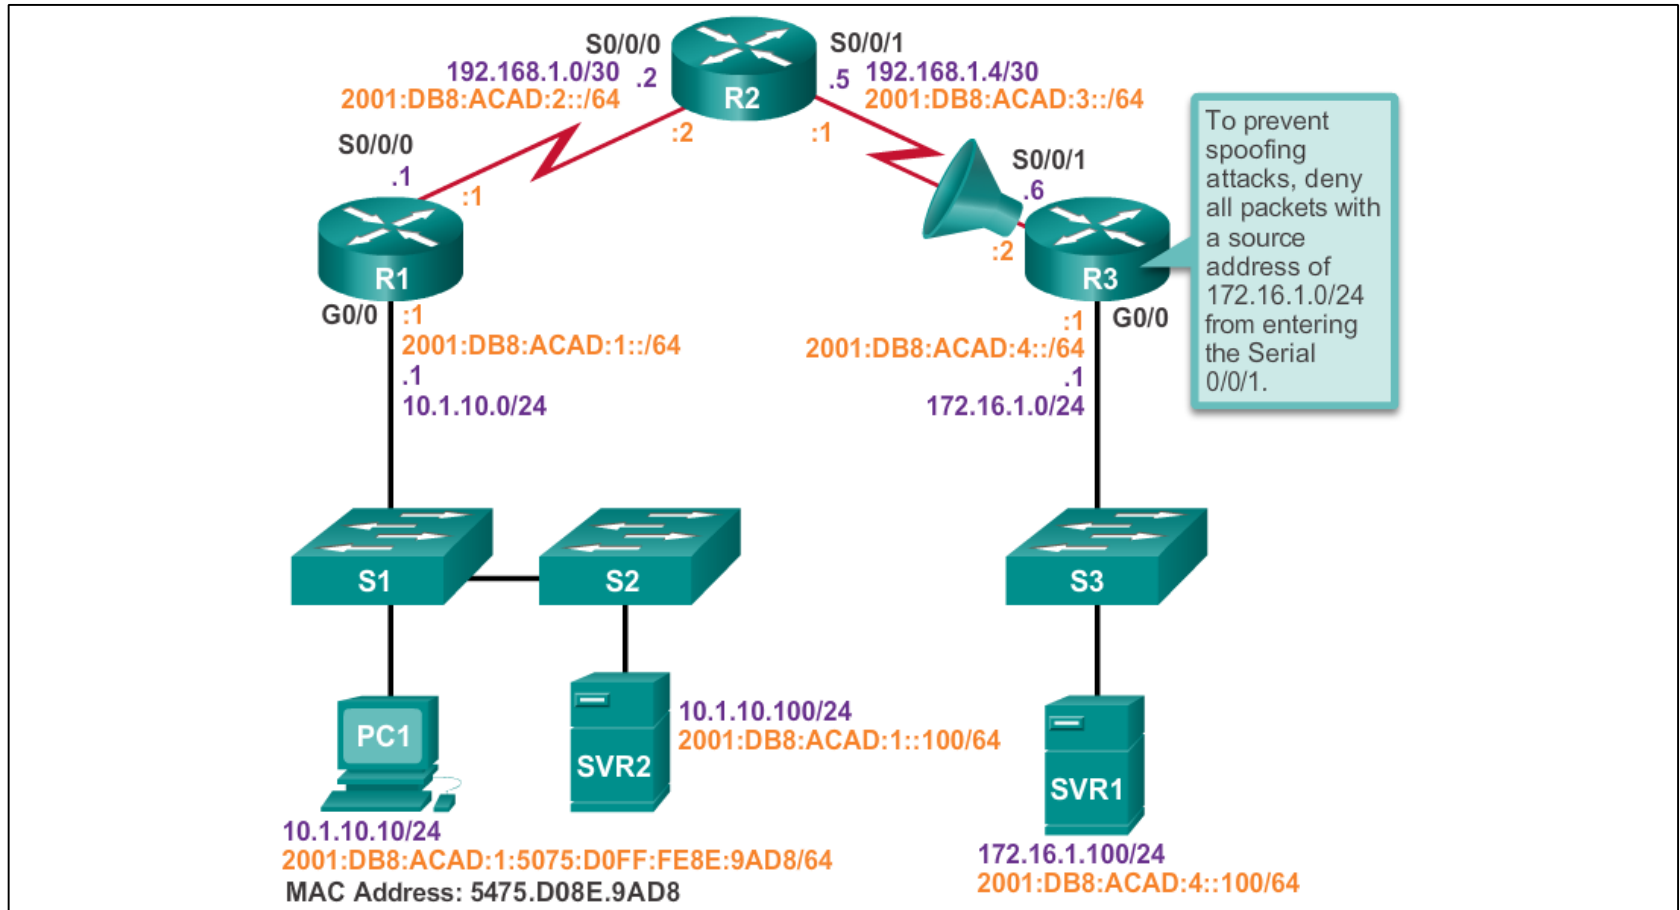 S0/0/0
S0/0/1
192.168.1.0/30
.2
.5
192.168.1.4/30
2001:DB8:ACAD:2::/64
R2
2001:DB8:ACAD:3::/64
:2
:1
S0/0/0
.1
:1
S0/0/1
.6
:2
R1
R3
G0/0
:1
2001:DB8:ACAD:1::/64
.1
10.1.10.0/24
G0/0
:1
2001:DB8:ACAD:4::/64
.1
172.16.1.0/24
To prevent
spoofing
attacks, deny
all packets with
a source
address of
172.16.1.0/24
from entering
the Serial
0/0/1.
S1
S2
S3
PC1
SVR2
10.1.10.100/24
2001:DB8:ACAD:1::100/64
SVR1
10.1.10.10/24
2001:DB8:ACAD:1:5075:D0FF:FE8E:9AD8/64
MAC Address: 5475.D08E.9AD8
172.16.1.100/24
2001:DB8:ACAD:4::100/64